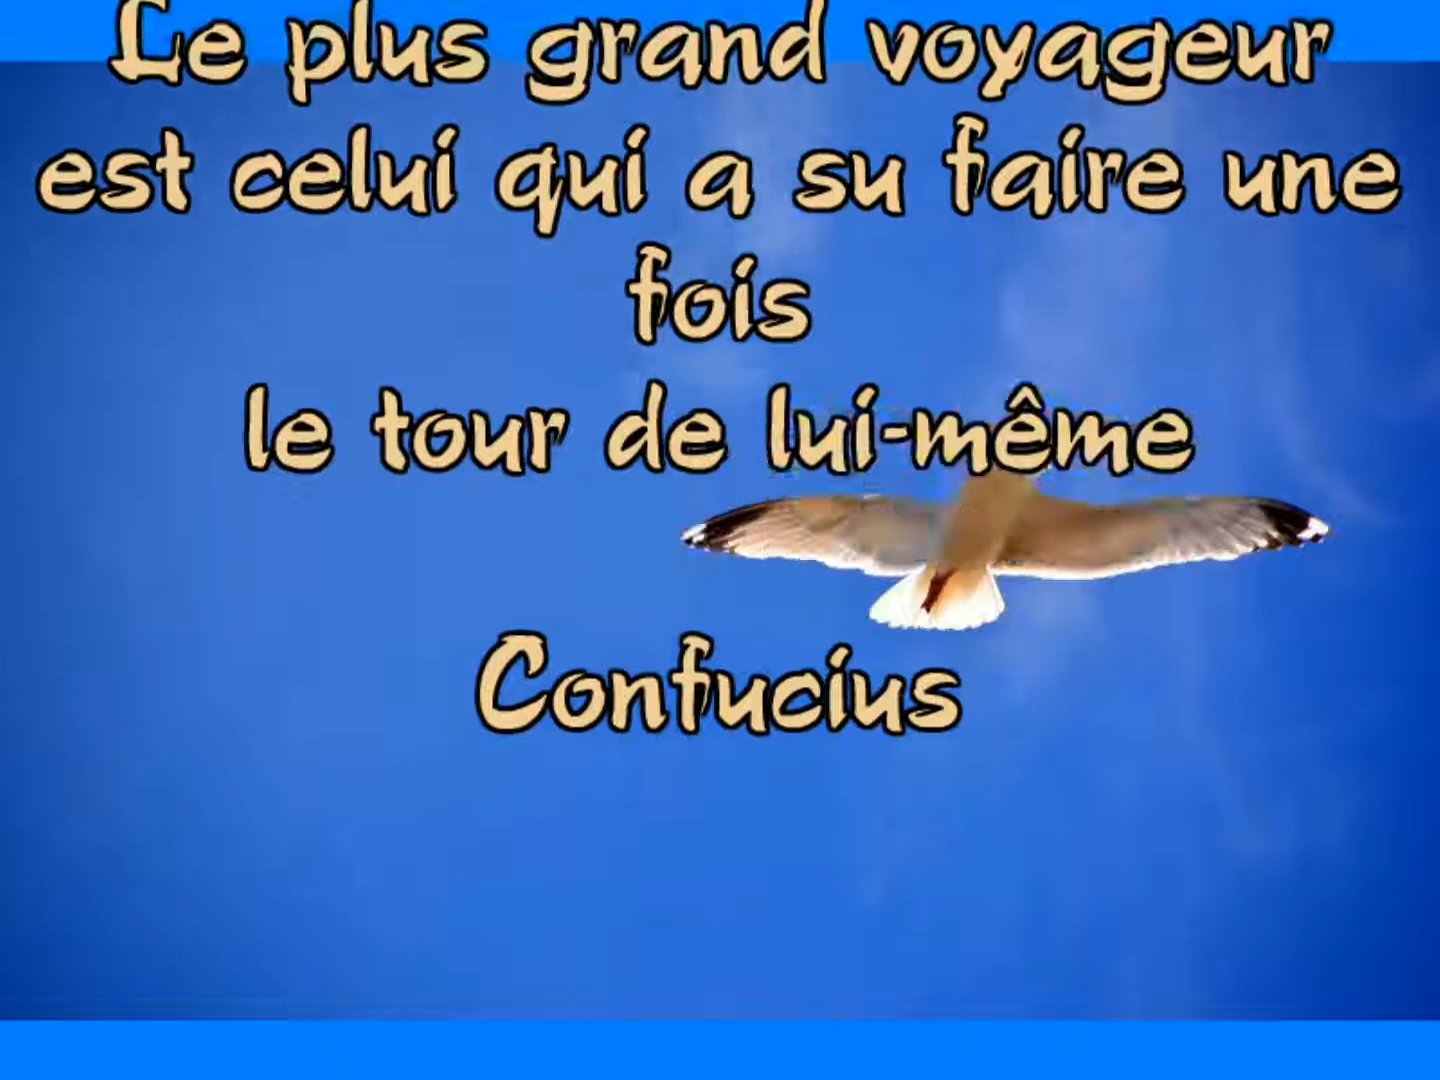 Le plus grand voyageur
est celui qui a su faire une
fois
le tour de lui-même
Confucius